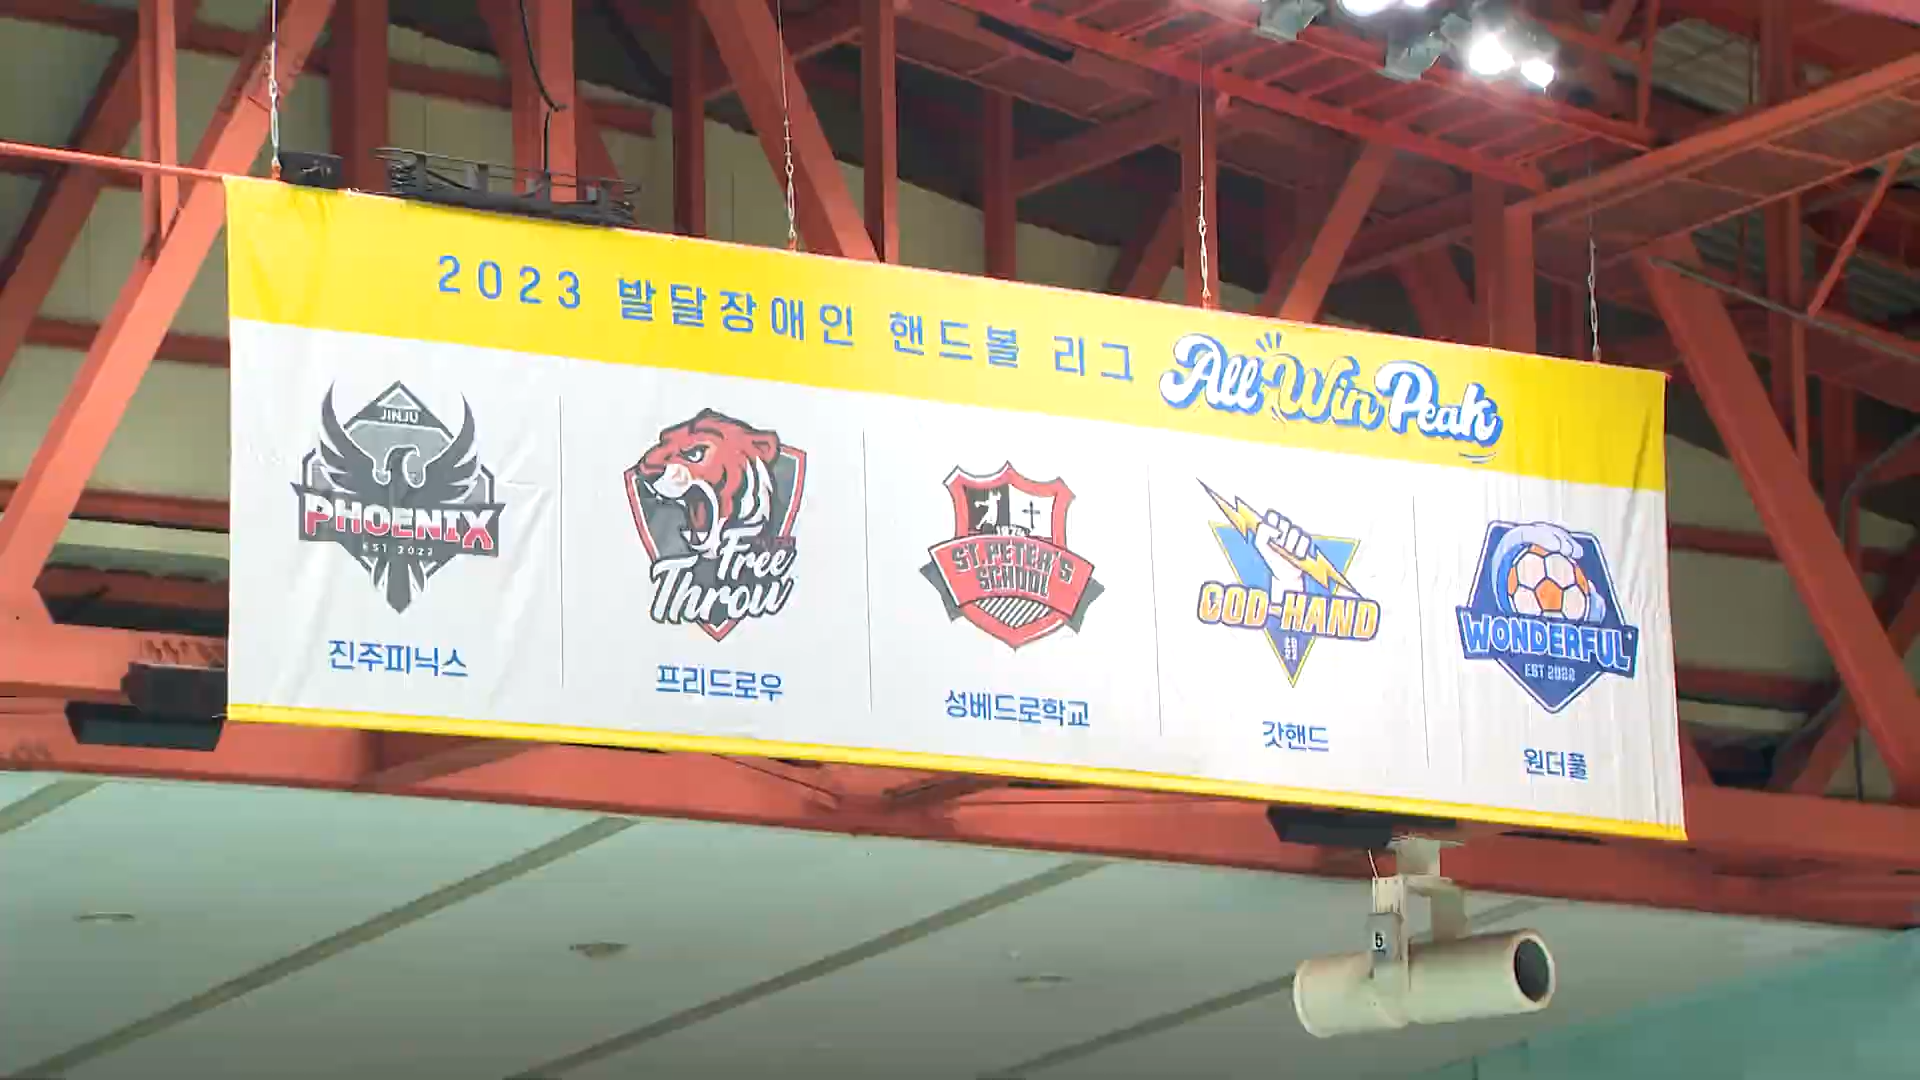 2023 발달장애인 핸드볼 리그 All Win Peak
JINJU
PHOENIX
EST 2022
진주피닉스
Free
Throw
프리드로우
ST.PETER'S
SCHOOL
성베드로학교
GOD-HAND
갓핸드
WONDERFUL
EST 2022
원더풀
5